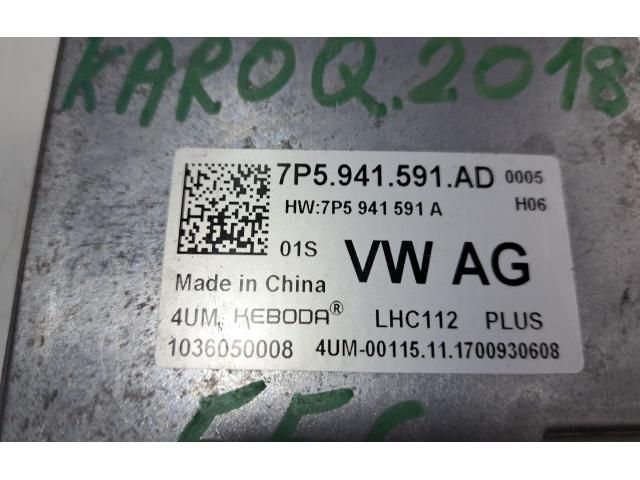 KAROQ 2018
7P5.941.591.AD 0005
HW:7P5 941 591 A H06
01S VW AG
Made in China
4UM KEBODA® LHC112 PLUS
1036050008 4UM-00115.11.1700930608